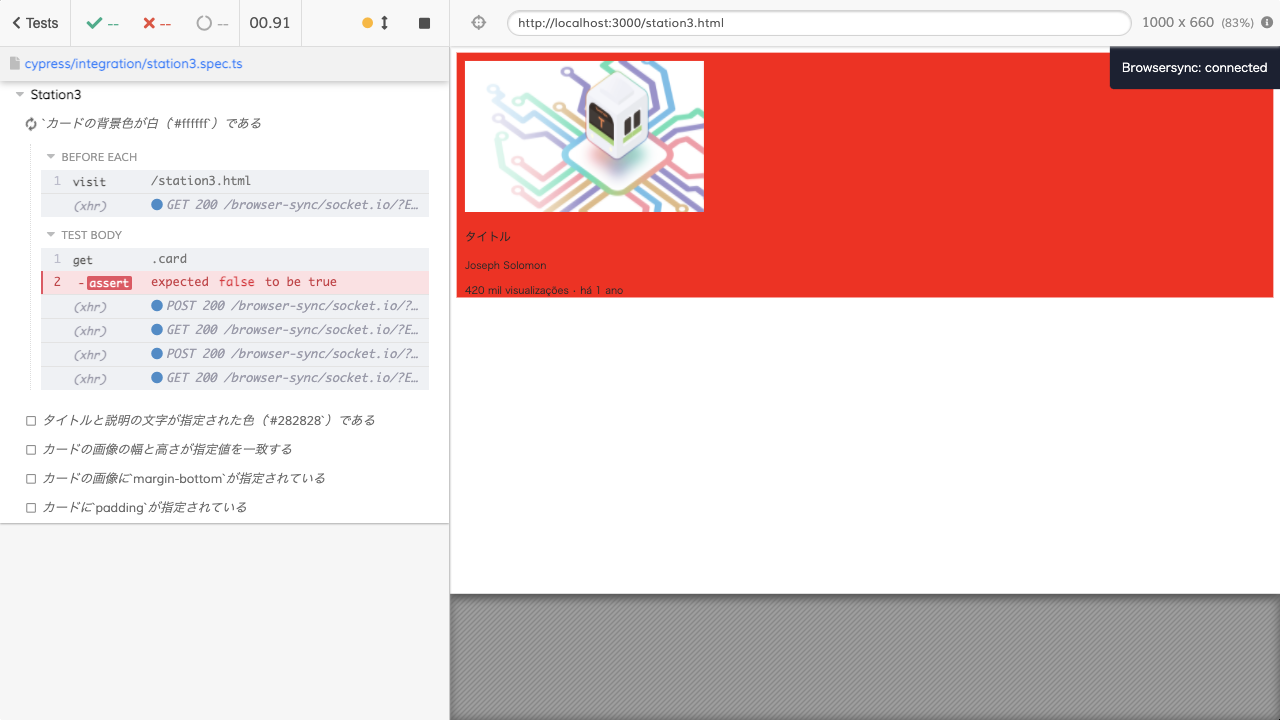 Tests
--
--
--
00.91
http://localhost:3000/station3.html
1000 x 660 (83%)
cypress/integration/station3.spec.ts
Browsersync: connected
Station3
`カードの背景色が白（`#ffffff`）である
BEFORE EACH
1 visit /station3.html
(xhr) GET 200 /browser-sync/socket.io/?E…
TEST BODY
1 get .card
2 -assert expected false to be true
(xhr) POST 200 /browser-sync/socket.io/?…
(xhr) GET 200 /browser-sync/socket.io/?E…
(xhr) POST 200 /browser-sync/socket.io/?…
(xhr) GET 200 /browser-sync/socket.io/?E…
タイトルと説明の文字が指定された色（`#282828`）である
カードの画像の幅と高さが指定値を一致する
カードの画像に`margin-bottom`が指定されている
カードに`padding`が指定されている
T
タイトル
Joseph Solomon
420 mil visualizações・há 1 ano